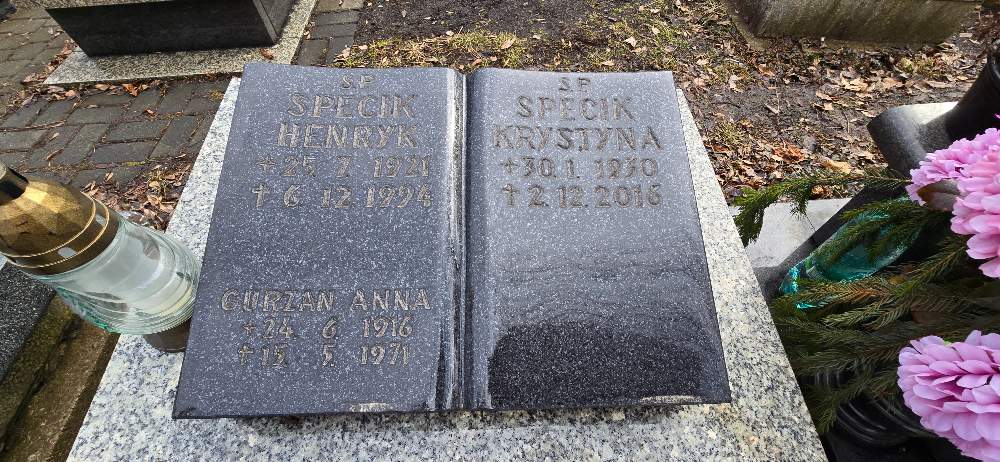 Ś.P.
SPECIK
HENRYK
+25. 7. 1921
† 6. 12. 1994
CURZAN ANNA
+24. 6. 1916
†15. 5. 1971
Ś.P.
SPECIK
KRYSTYNA
+30. 1. 1930
† 2. 12. 2016